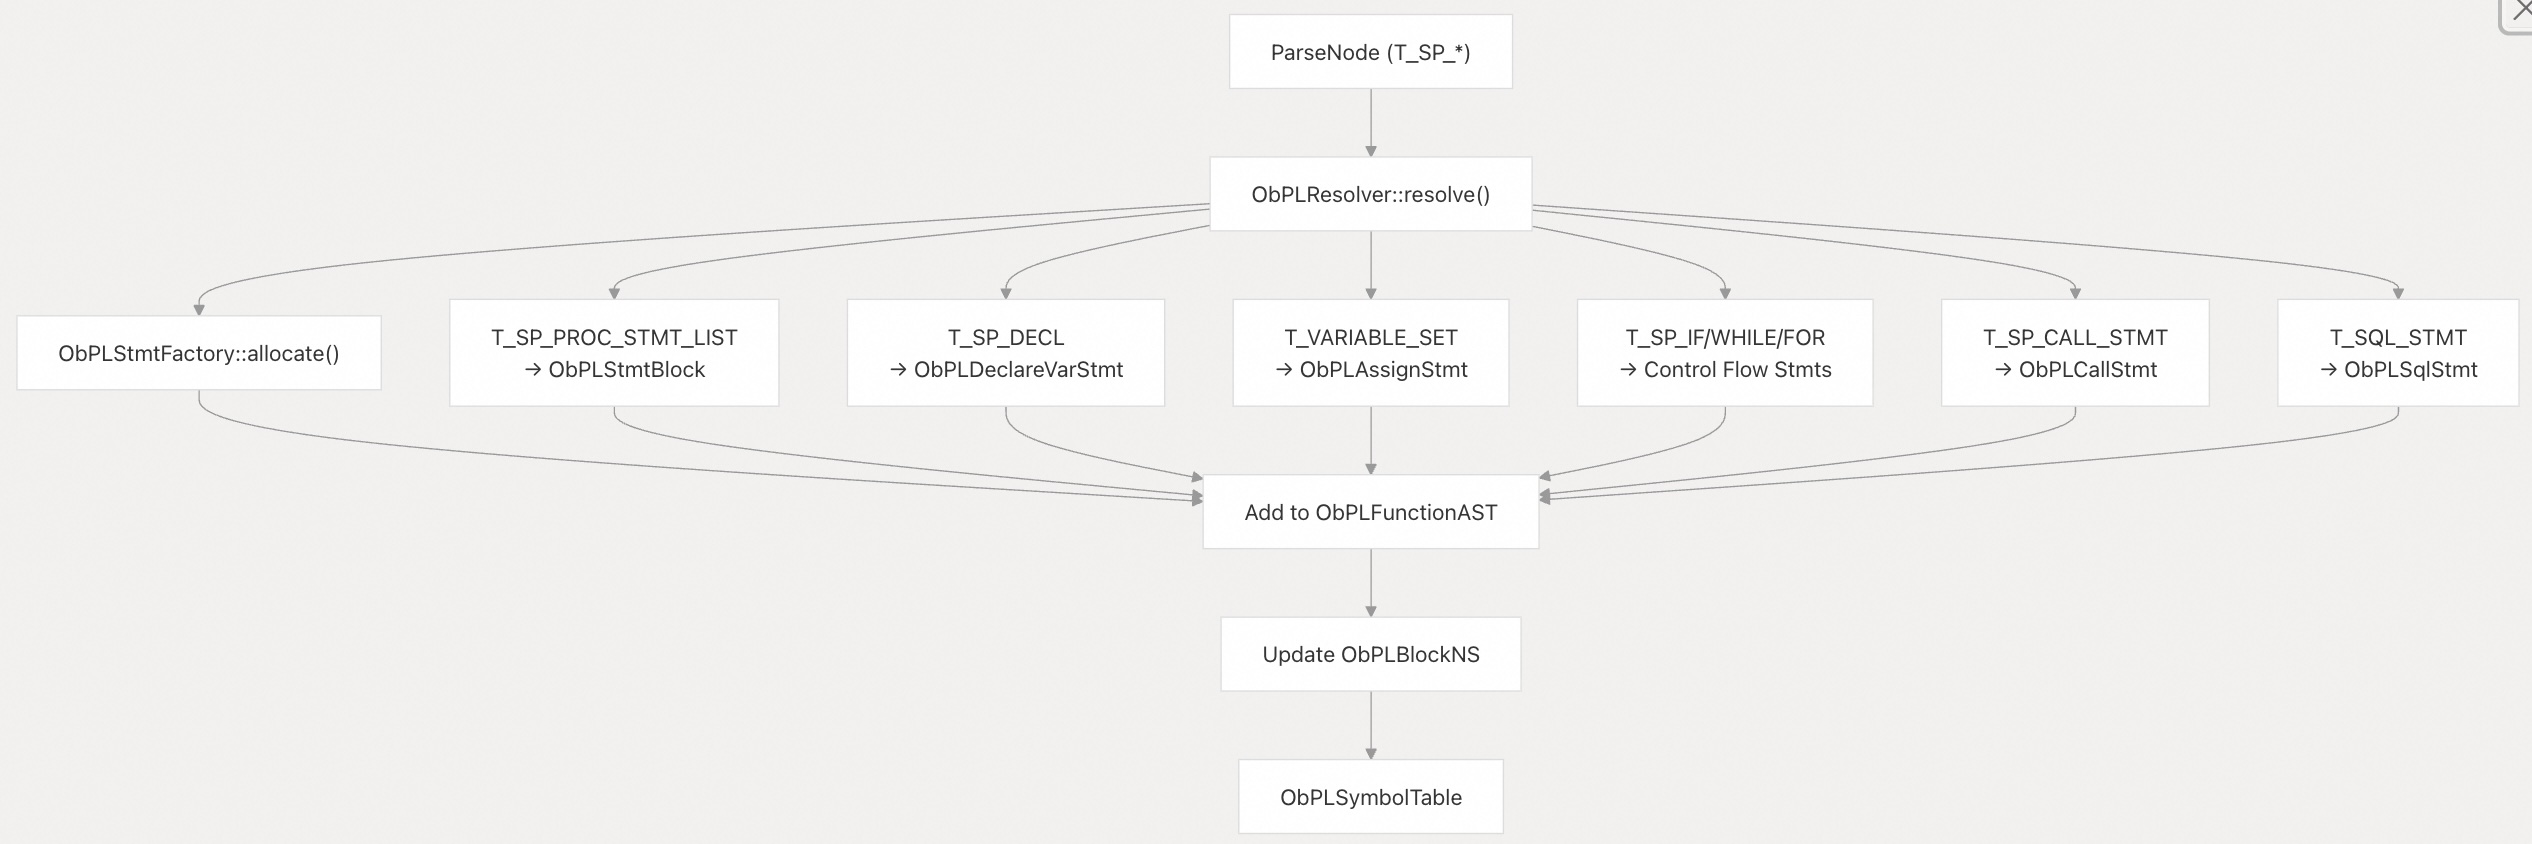 ParseNode (T_SP_*)
ObPLResolver::resolve()
ObPLStmtFactory::allocate()
T_SP_PROC_STMT_LIST
→ ObPLStmtBlock
T_SP_DECL
→ ObPLDeclareVarStmt
T_VARIABLE_SET
→ ObPLAssignStmt
T_SP_IF/WHILE/FOR
→ Control Flow Stmts
T_SP_CALL_STMT
→ ObPLCallStmt
T_SQL_STMT
→ ObPLSqlStmt
Add to ObPLFunctionAST
Update ObPLBlockNS
ObPLSymbolTable